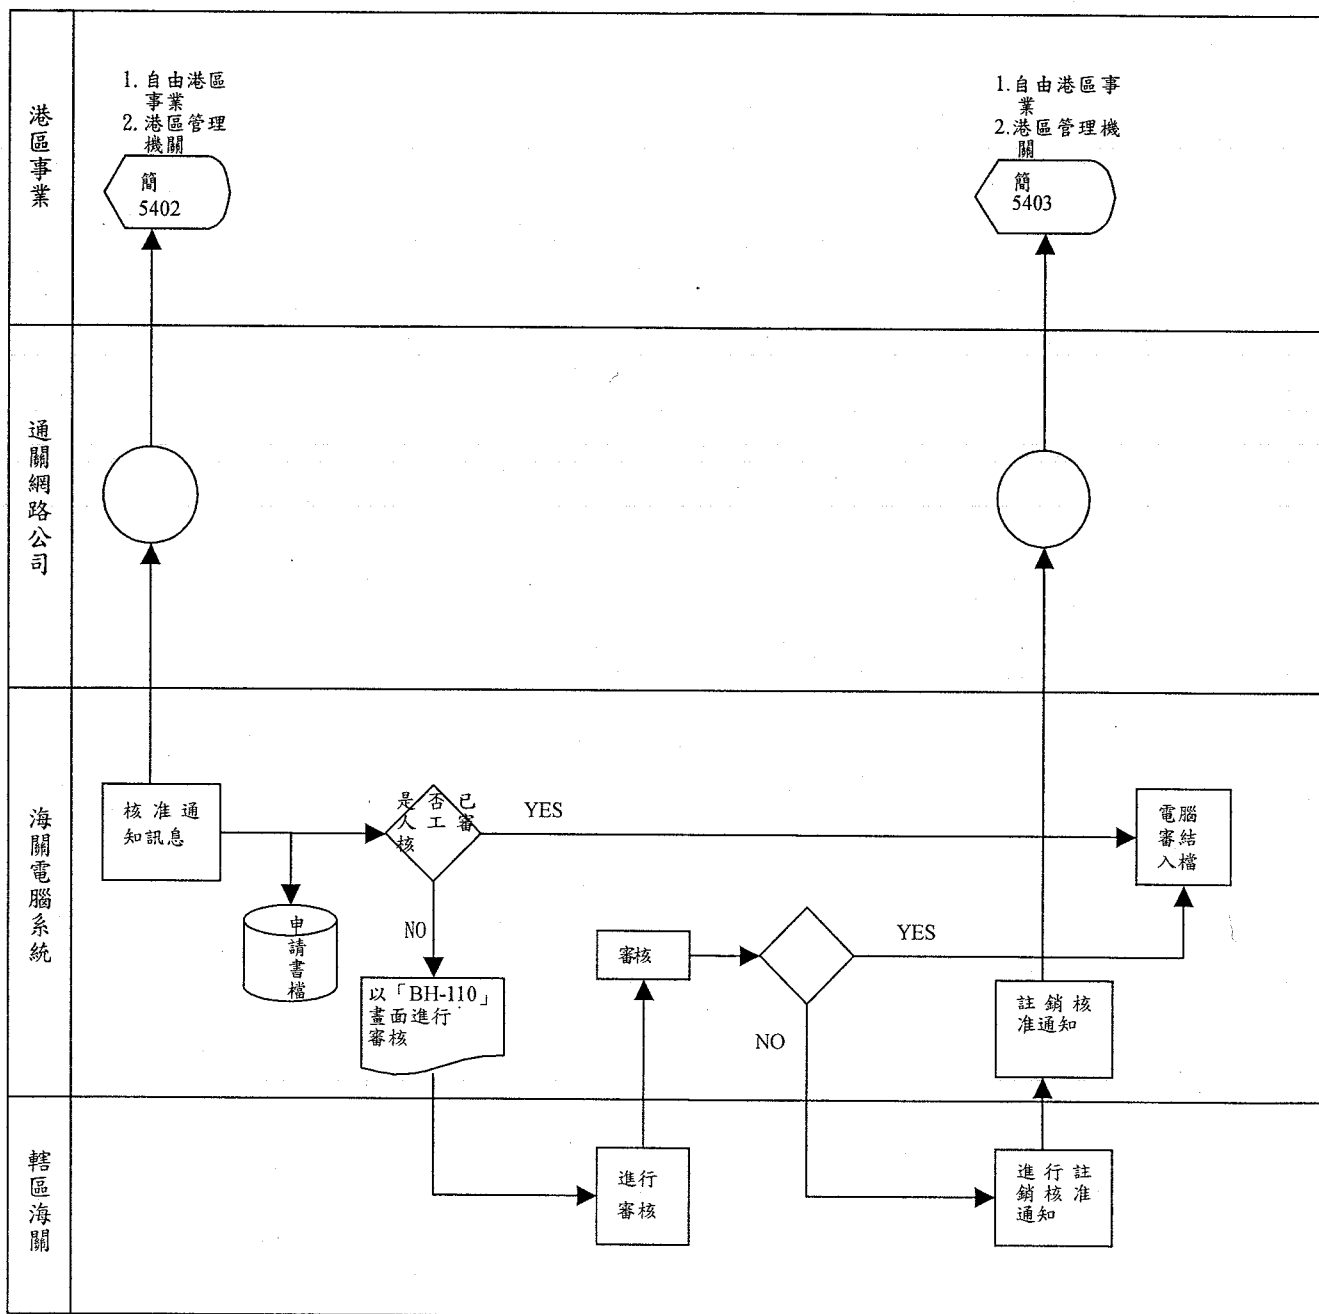 港區事業
1. 自由港區
事業
2. 港區管理
機關
簡
5402
1. 自由港區事
業
2. 港區管理機
關
簡
5403
通關網路公司
海關電腦系統
核准通
知訊息
是否已
人工審
核
YES
電腦
審結
入檔
申請書檔
NO
以「BH-110」
畫面進行
審核
審核
YES
NO
註銷核
准通知
轄區海關
進行
審核
進行註
銷核准
通知